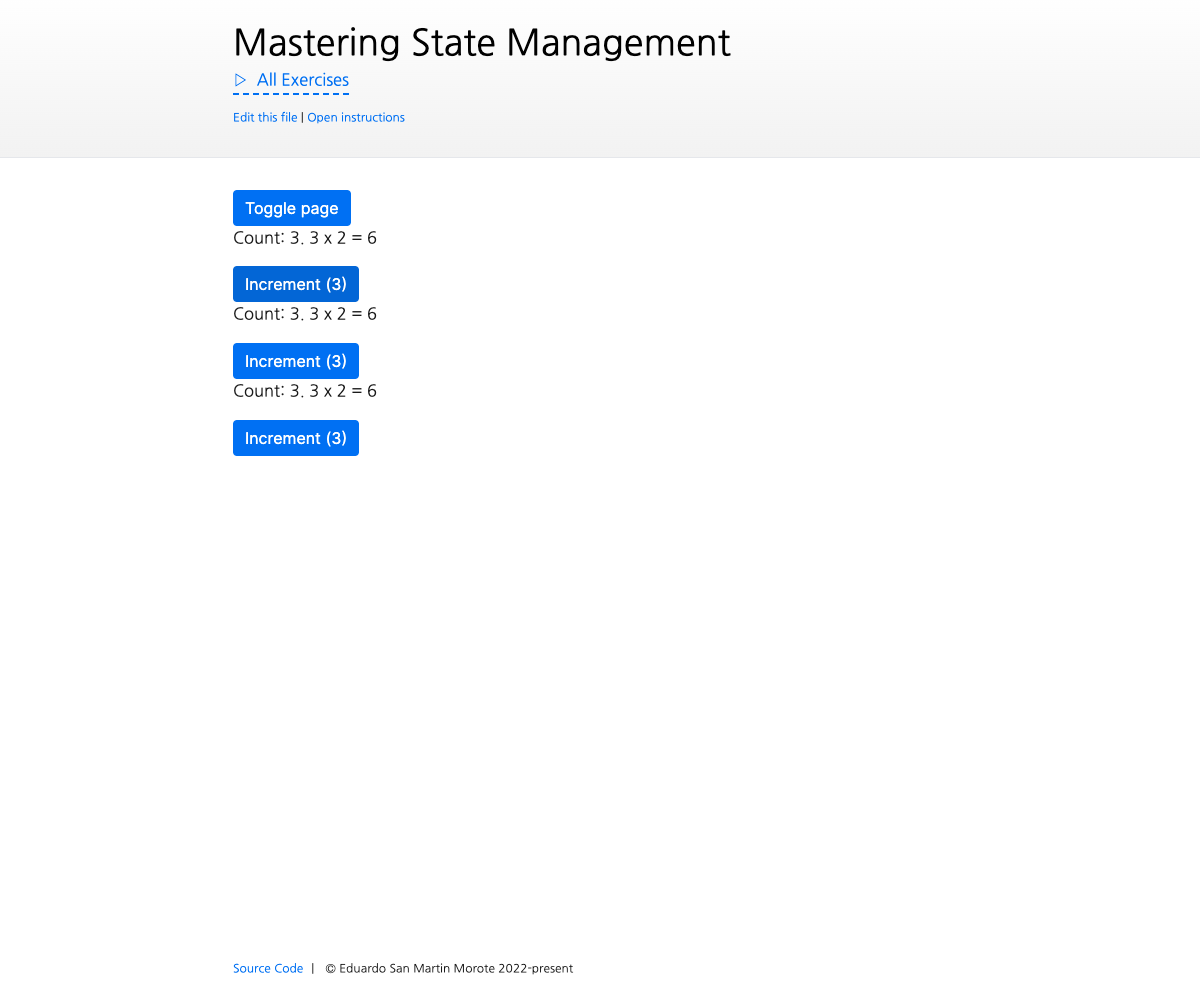 Mastering State Management
▷ All Exercises
Edit this file | Open instructions
Toggle page
Count: 3. 3 x 2 = 6
Increment (3)
Count: 3. 3 x 2 = 6
Increment (3)
Count: 3. 3 x 2 = 6
Increment (3)
Source Code | © Eduardo San Martin Morote 2022-present